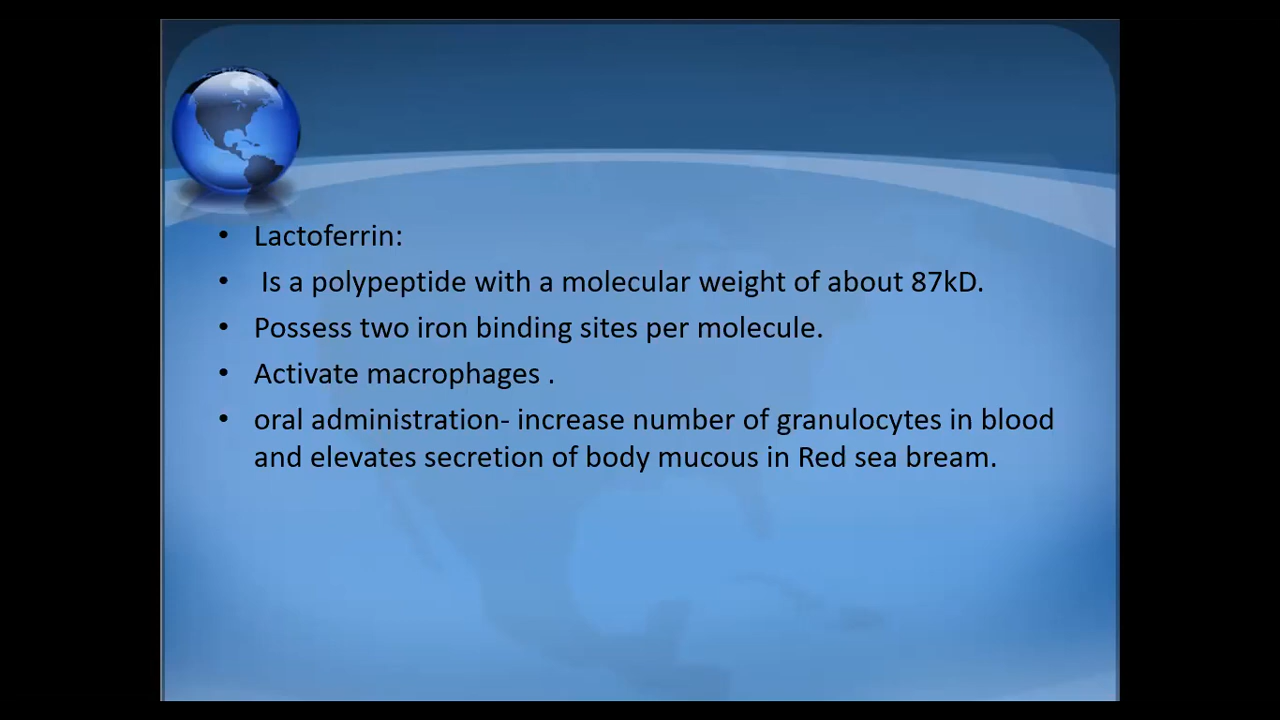 • Lactoferrin:
• Is a polypeptide with a molecular weight of about 87kD.
• Possess two iron binding sites per molecule.
• Activate macrophages .
• oral administration- increase number of granulocytes in blood
and elevates secretion of body mucous in Red sea bream.